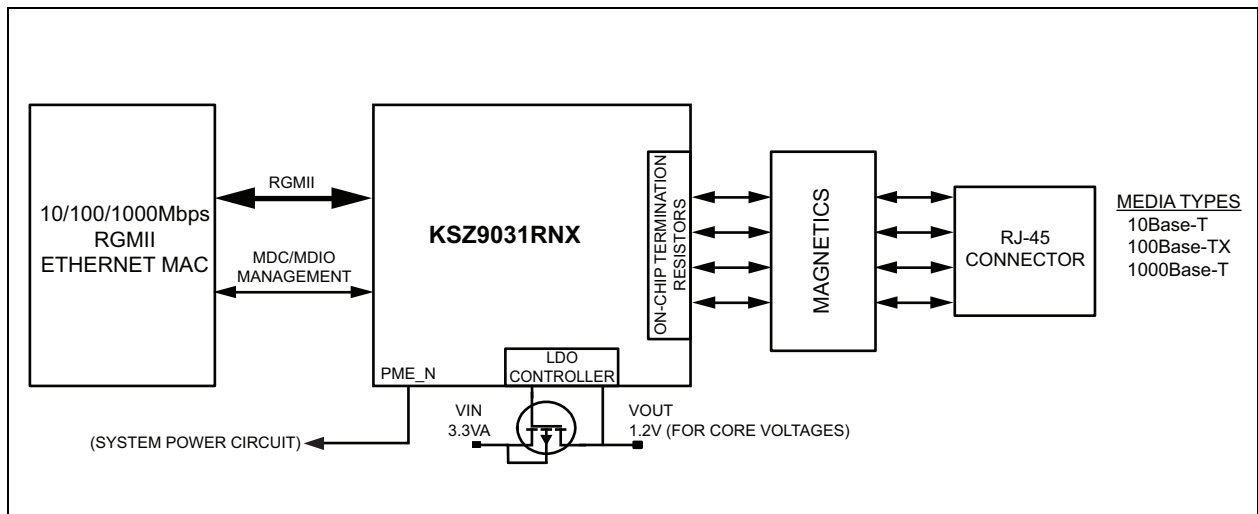 10/100/1000Mbps
RGMII
ETHERNET MAC
RGMII
MDC/MDIO
MANAGEMENT
KSZ9031RNX
ON-CHIP TERMINATION
RESISTORS
LDO
CONTROLLER
PME_N
(SYSTEM POWER CIRCUIT)
VIN
3.3VA
VOUT
1.2V (FOR CORE VOLTAGES)
MAGNETICS
RJ-45
CONNECTOR
MEDIA TYPES
10Base-T
100Base-TX
1000Base-T